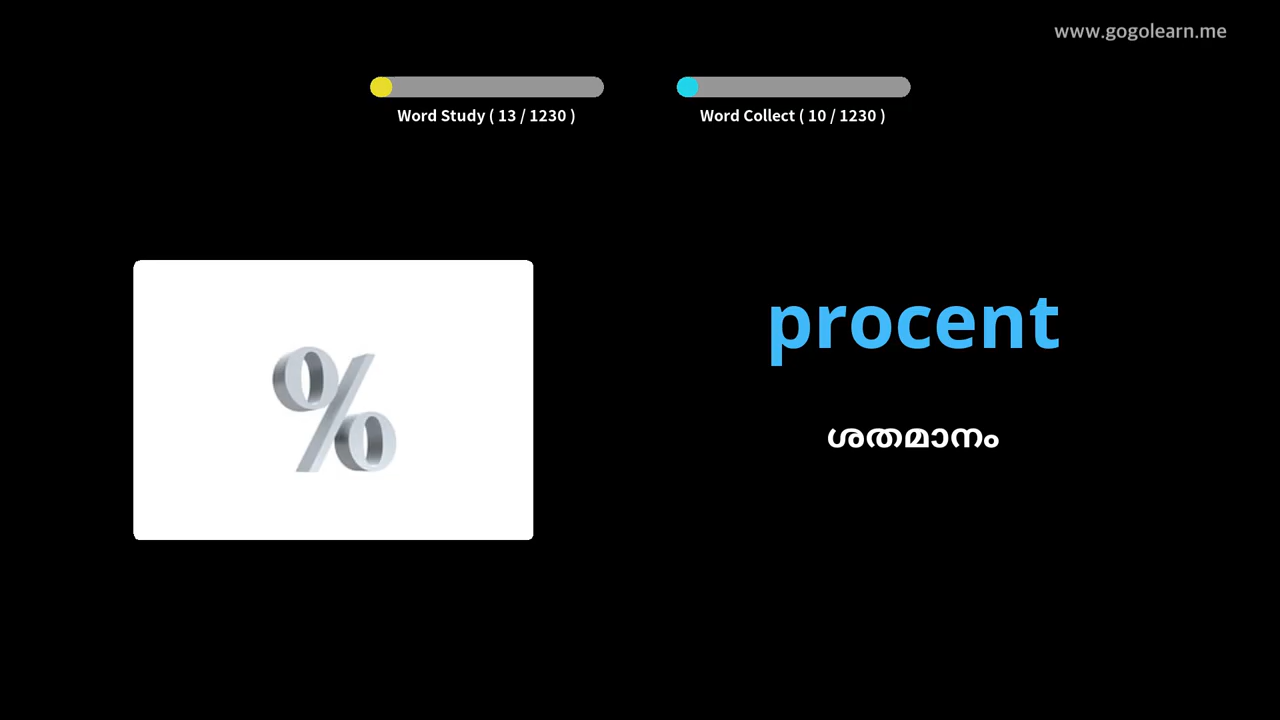 www.gogolearn.me
Word Study ( 13 / 1230 )
Word Collect ( 10 / 1230 )
%
procent
ശതമാനം